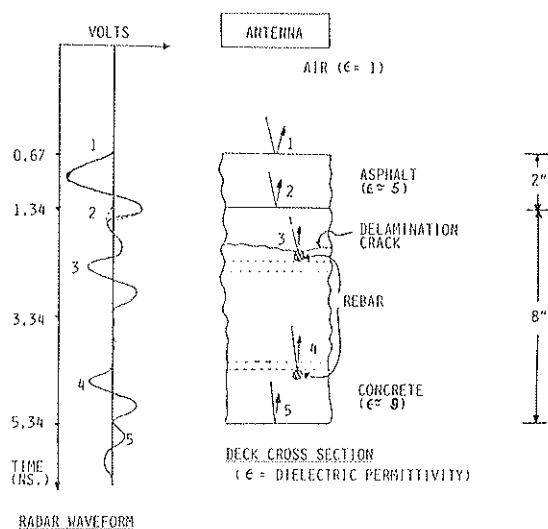 VOLTS
ANTENNA
AIR (ϵ= 1)
1
1
0.67
ASPHALT
(ϵ≈ 5)
2"
2
1.34
2
3
DELAMINATION
CRACK
3
REBAR
8"
3.34
4
4
CONCRETE
(ϵ≈ 9)
5
5.34
5
TIME
(NS.)
DECK CROSS SECTION
(ϵ = DIELECTRIC PERMITTIVITY)
RADAR WAVEFORM